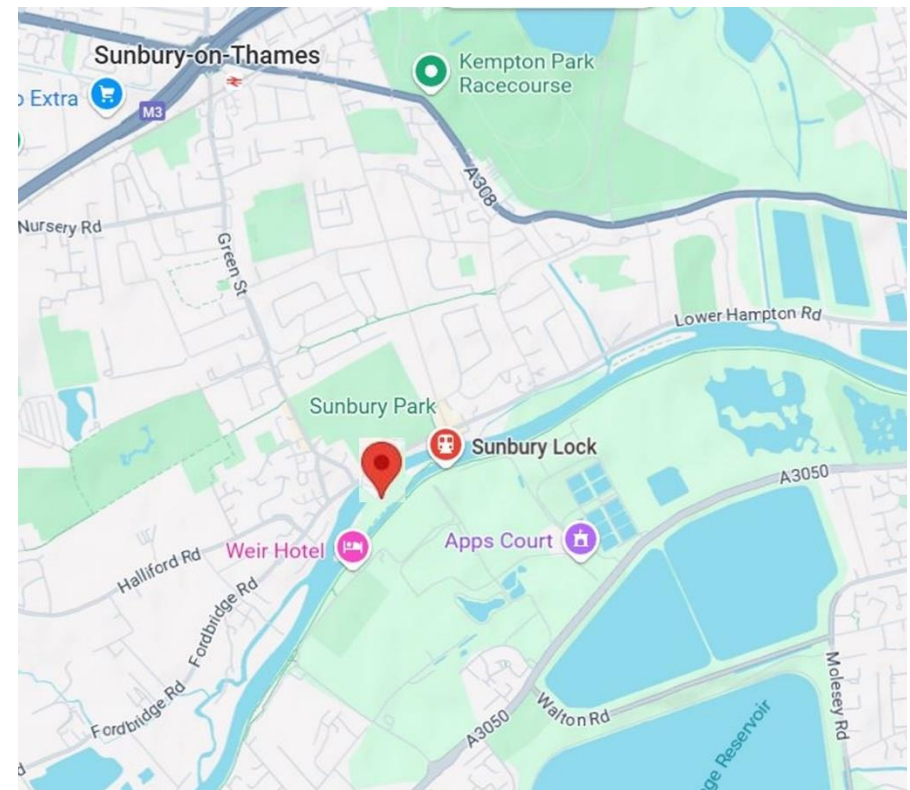 Sunbury-on-Thames
Extra
M3
Kempton Park
Racecourse
A308
Nursery Rd
Green St
Lower Hampton Rd
Sunbury Park
Sunbury Lock
A3050
Weir Hotel
Apps Court
Halliford Rd
Fordbridge Rd
Fordbridge Rd
A3050
Walton Rd
Molesey Rd
Reservoir